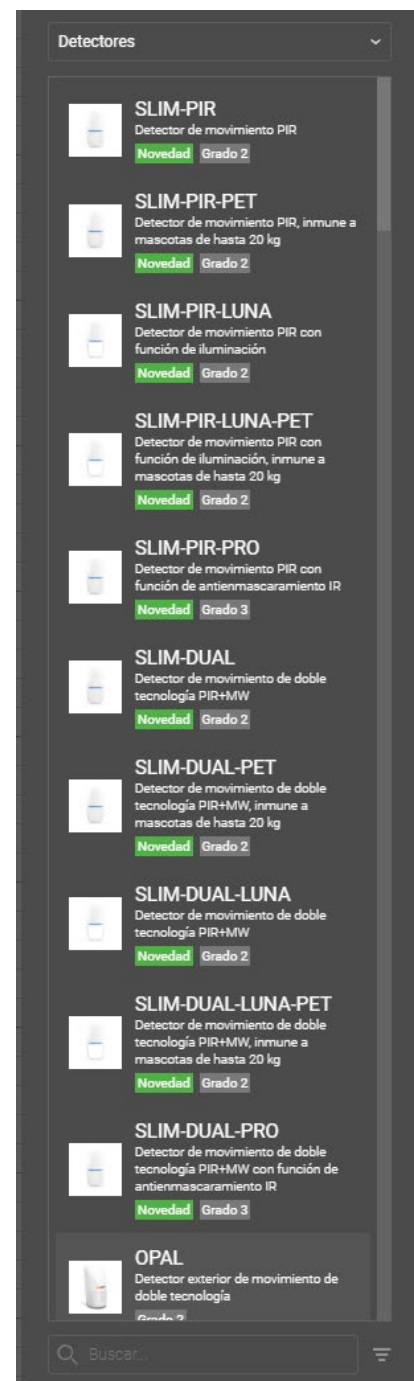 Detectores
SLIM-PIR
Detector de movimiento PIR
Novedad Grado 2
SLIM-PIR-PET
Detector de movimiento PIR, inmune a
mascotas de hasta 20 kg
Novedad Grado 2
SLIM-PIR-LUNA
Detector de movimiento PIR con
función de iluminación
Novedad Grado 2
SLIM-PIR-LUNA-PET
Detector de movimiento PIR con
función de iluminación, inmune a
mascotas de hasta 20 kg
Novedad Grado 2
SLIM-PIR-PRO
Detector de movimiento PIR con
función de antienmascaramiento IR
Novedad Grado 3
SLIM-DUAL
Detector de movimiento de doble
tecnología PIR+MW
Novedad Grado 2
SLIM-DUAL-PET
Detector de movimiento de doble
tecnología PIR+MW, inmune a
mascotas de hasta 20 kg
Novedad Grado 2
SLIM-DUAL-LUNA
Detector de movimiento de doble
tecnología PIR+MW
Novedad Grado 2
SLIM-DUAL-LUNA-PET
Detector de movimiento de doble
tecnología PIR+MW, inmune a
mascotas de hasta 20 kg
Novedad Grado 2
SLIM-DUAL-PRO
Detector de movimiento de doble
tecnología PIR+MW con función de
antienmascaramiento IR
Novedad Grado 3
OPAL
Detector exterior de movimiento de
doble tecnología
Grado 2
Buscar...